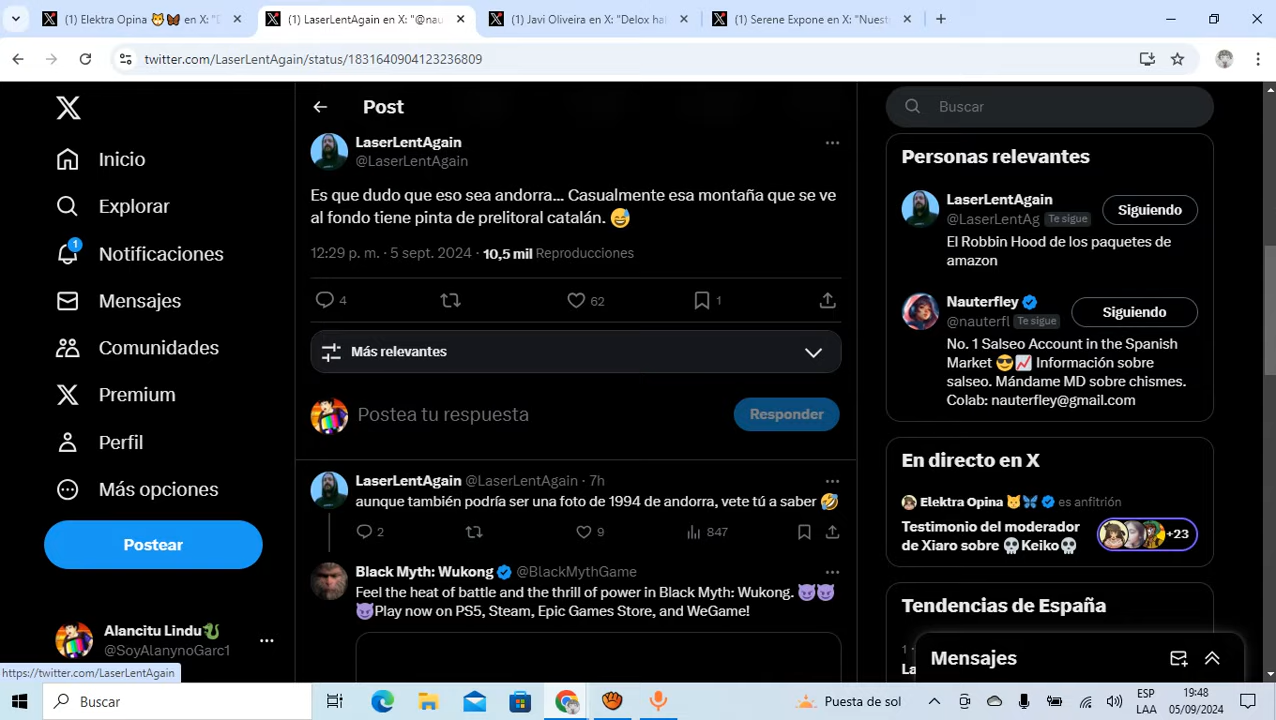 (1) Elektra Opina 🐱🦋 en X: "D
(1) LaserLentAgain en X: "@nau
(1) Javi Oliveira en X: "Delox hal
(1) Serene Expone en X: "Nuest
twitter.com/LaserLentAgain/status/1831640904123236809
Inicio
Explorar
1
Notificaciones
Mensajes
Comunidades
Premium
Perfil
Más opciones
Postear
Alancitu Lindu🐍
@SoyAlanynoGarc1
https://twitter.com/LaserLentAgain
Post
LaserLentAgain
@LaserLentAgain
Es que dudo que eso sea andorra... Casualmente esa montaña que se ve
al fondo tiene pinta de prelitoral catalán. 😅
12:29 p. m. · 5 sept. 2024 · 10,5 mil Reproducciones
4 62 1
Más relevantes
Postea tu respuesta
Responder
LaserLentAgain @LaserLentAgain · 7h
aunque también podría ser una foto de 1994 de andorra, vete tú a saber 🤣
2 9 847
Black Myth: Wukong @BlackMythGame
Feel the heat of battle and the thrill of power in Black Myth: Wukong. 😈😈
😈Play now on PS5, Steam, Epic Games Store, and WeGame!
Buscar
Personas relevantes
LaserLentAgain
@LaserLentAg Te sigue
Siguiendo
El Robbin Hood de los paquetes de
amazon
Nauterfley
@nauterfl Te sigue
Siguiendo
No. 1 Salseo Account in the Spanish
Market 😎📈 Información sobre
salseo. Mándame MD sobre chismes.
Colab: nauterfley@gmail.com
En directo en X
Elektra Opina 🐱🦋 es anfitrión
Testimonio del moderador
de Xiaro sobre 💀Keiko💀
+23
Tendencias de España
1
La
Mensajes
Buscar
Puesta de sol
ESP
LAA
19:48
05/09/2024